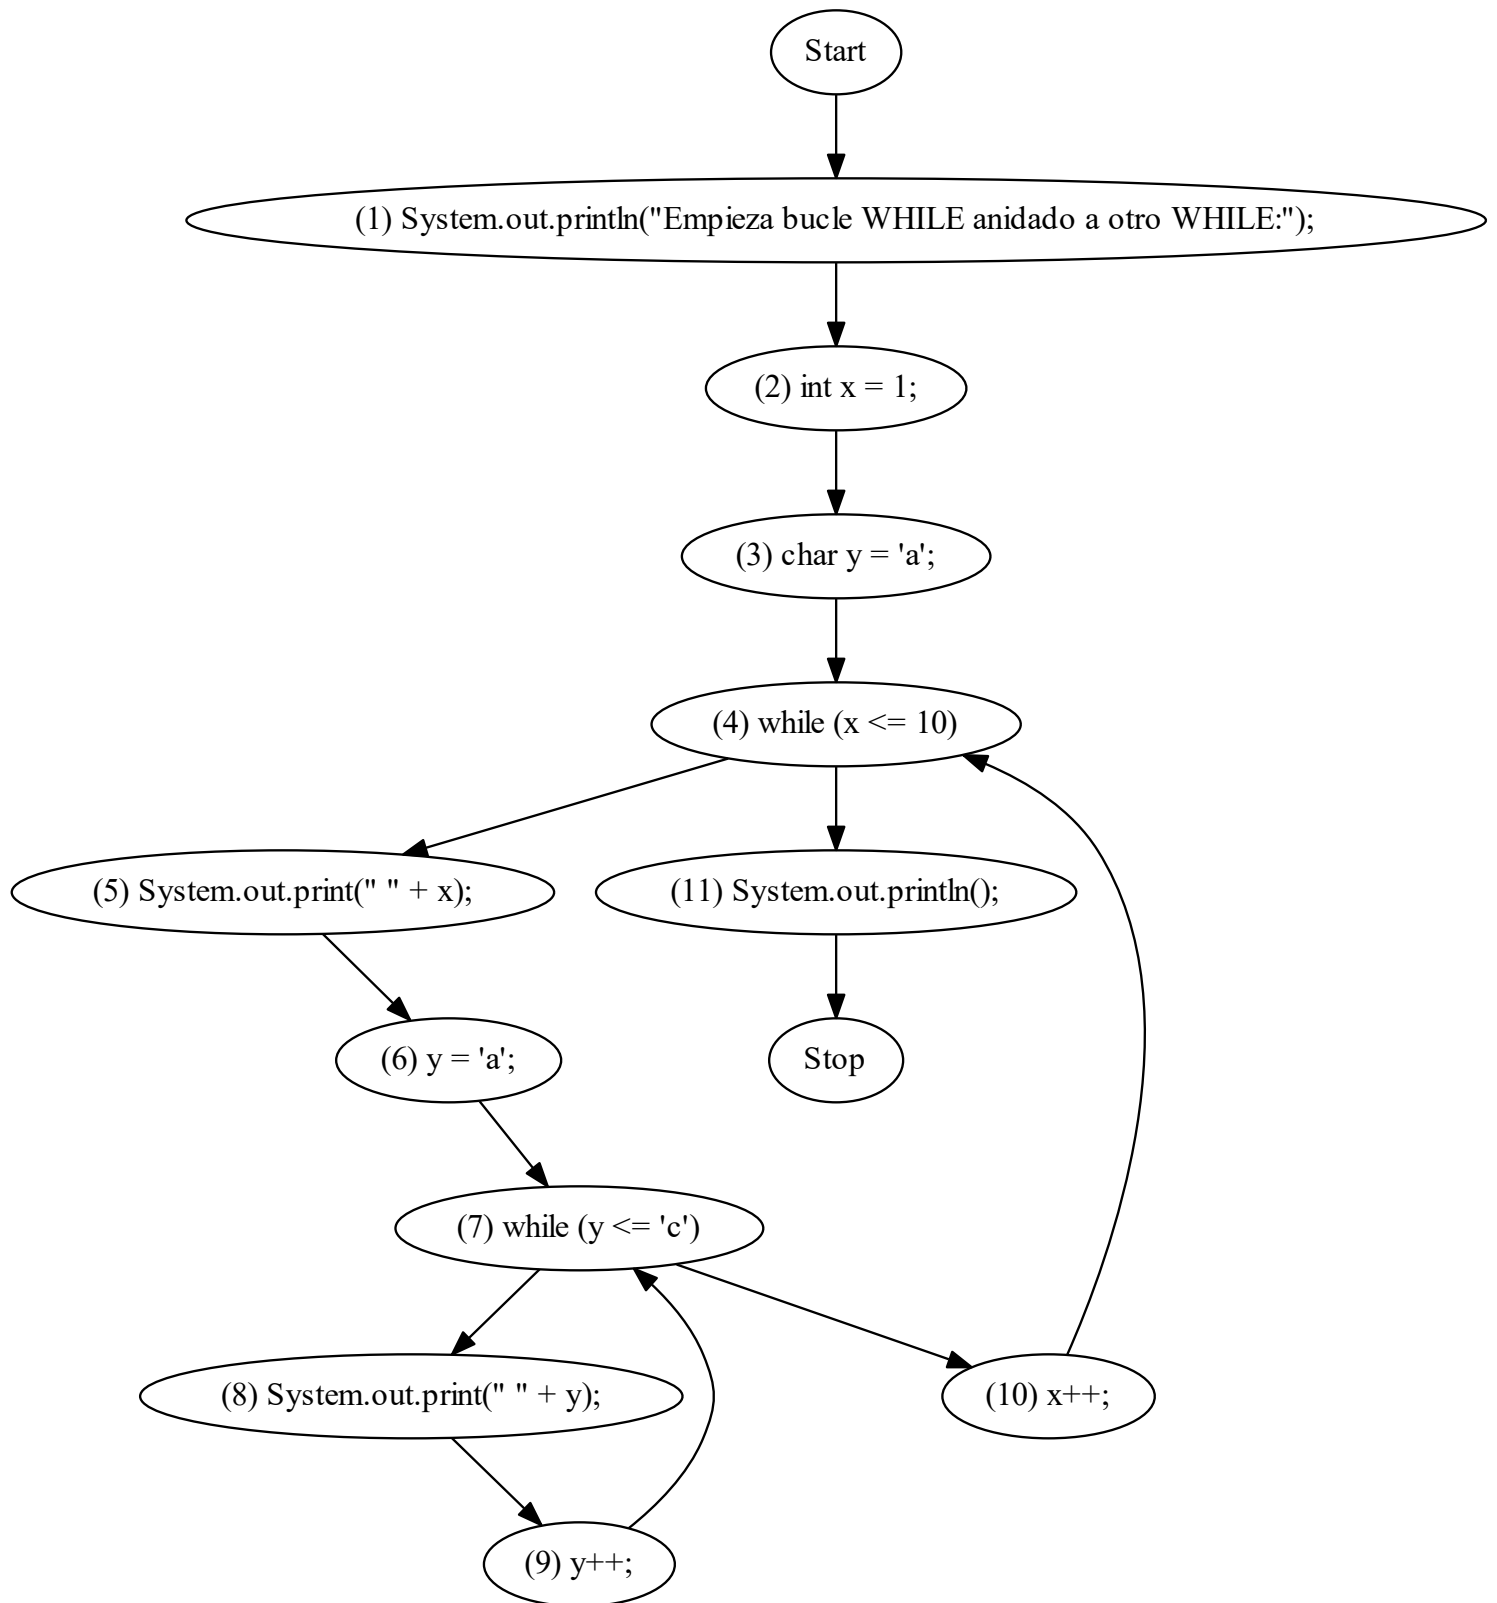 Start
(1) System.out.println("Empieza bucle WHILE anidado a otro WHILE:");
(2) int x = 1;
(3) char y = 'a';
(4) while (x <= 10)
(5) System.out.print(" " + x);
(11) System.out.println();
(6) y = 'a';
Stop
(7) while (y <= 'c')
(8) System.out.print(" " + y);
(10) x++;
(9) y++;